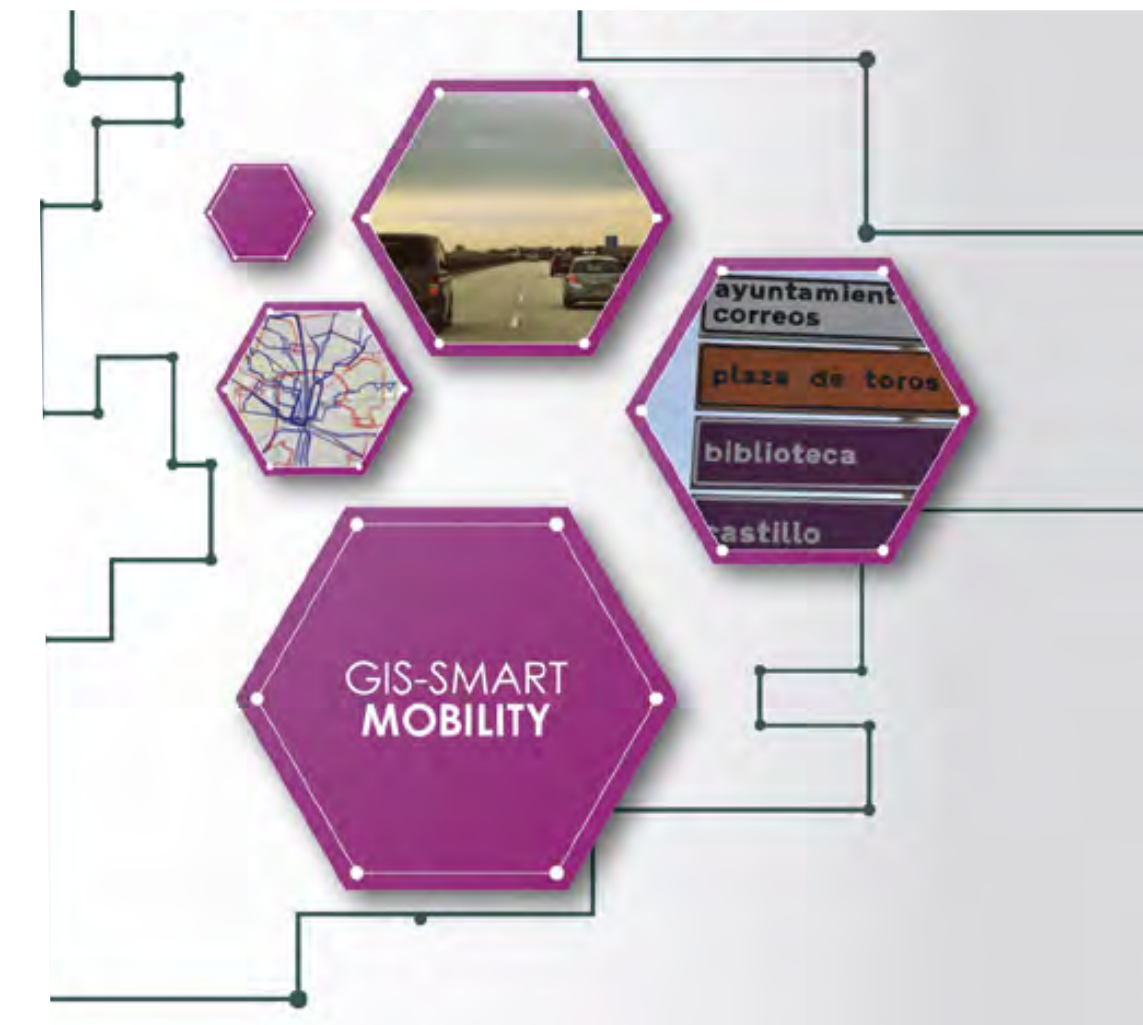 ayuntamient
correos
plaza de toros
biblioteca
castillo
GIS-SMART
MOBILITY